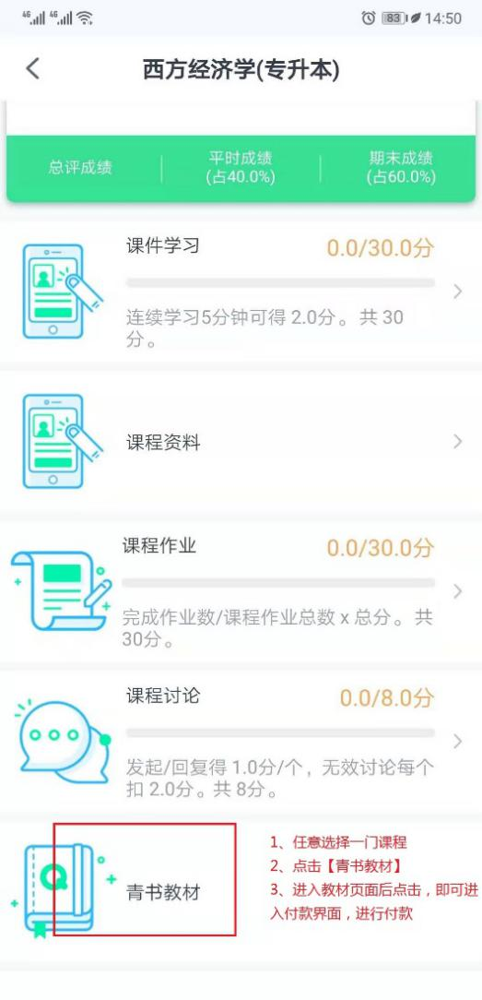 4G 4G 83 14:50
西方经济学(专升本)
总评成绩
平时成绩
(占40.0%)
期末成绩
(占60.0%)
课件学习 0.0/30.0分
连续学习5分钟可得 2.0分。共 30
分。
课程资料
课程作业 0.0/30.0分
完成作业数/课程作业总数 x 总分。共
30分。
课程讨论 0.0/8.0分
发起/回复得 1.0分/个，无效讨论每个
扣 2.0分。共 8分。
青书教材
1、任意选择一门课程
2、点击【青书教材】
3、进入教材页面后点击，即可进
入付款界面，进行付款